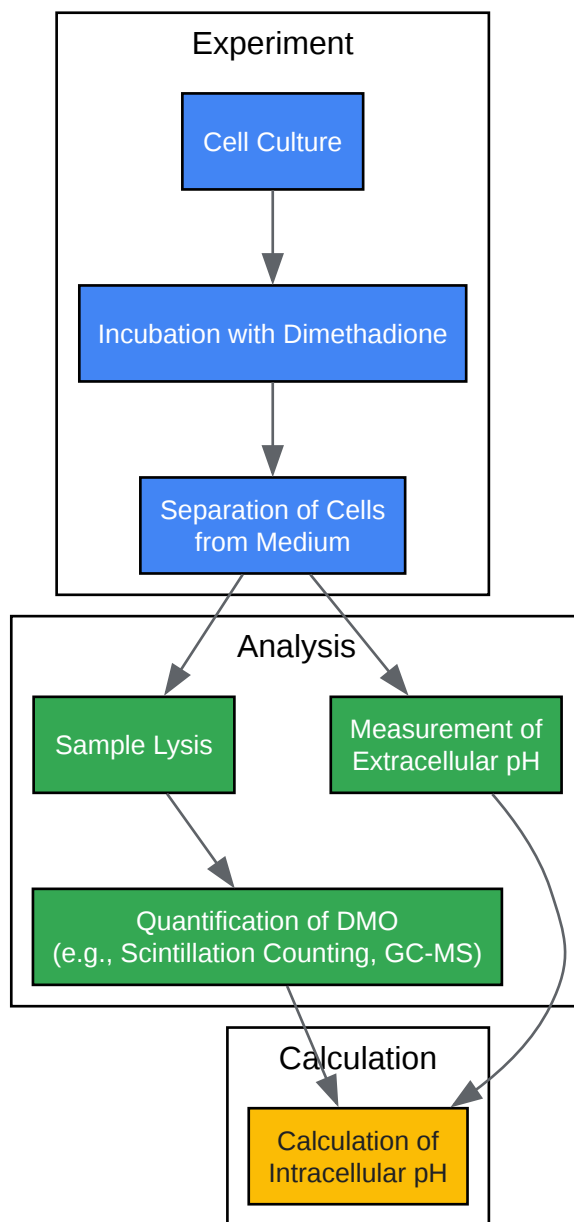 Experiment
Cell Culture
Incubation with Dimethadione
Separation of Cells
from Medium
Analysis
Sample Lysis
Measurement of
Extracellular pH
Quantification of DMO
(e.g., Scintillation Counting, GC-MS)
Calculation
Calculation of
Intracellular pH